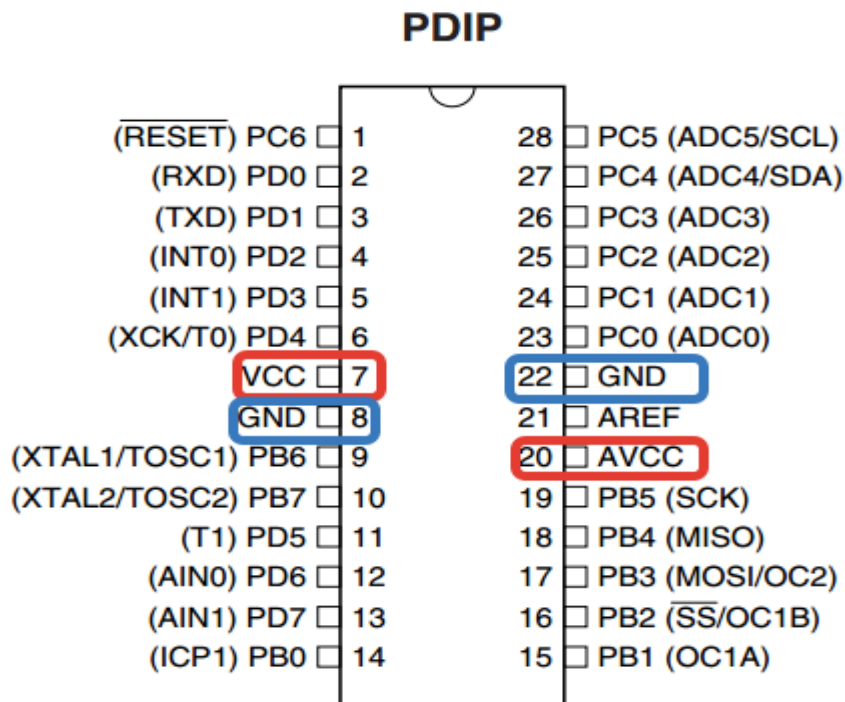 PDIP
(RESET) PC6 1 28 PC5 (ADC5/SCL)
(RXD) PD0 2 27 PC4 (ADC4/SDA)
(TXD) PD1 3 26 PC3 (ADC3)
(INT0) PD2 4 25 PC2 (ADC2)
(INT1) PD3 5 24 PC1 (ADC1)
(XCK/T0) PD4 6 23 PC0 (ADC0)
VCC 7 22 GND
GND 8 21 AREF
(XTAL1/TOSC1) PB6 9 20 AVCC
(XTAL2/TOSC2) PB7 10 19 PB5 (SCK)
(T1) PD5 11 18 PB4 (MISO)
(AIN0) PD6 12 17 PB3 (MOSI/OC2)
(AIN1) PD7 13 16 PB2 (SS/OC1B)
(ICP1) PB0 14 15 PB1 (OC1A)